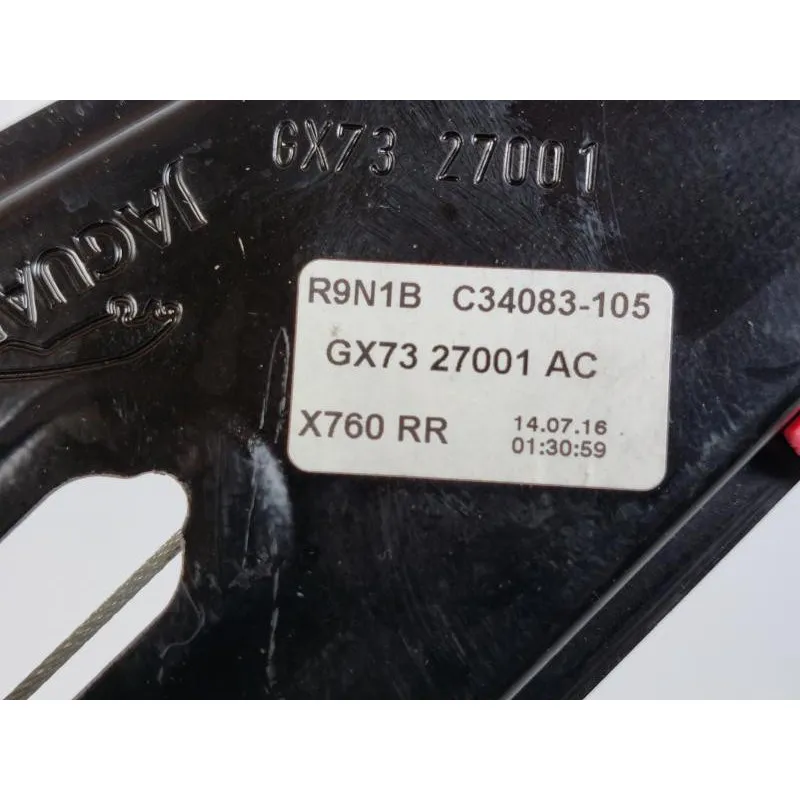 GX73 27001
JAGUAR
R9N1B C34083-105
GX73 27001 AC
X760 RR 14.07.16
01:30:59